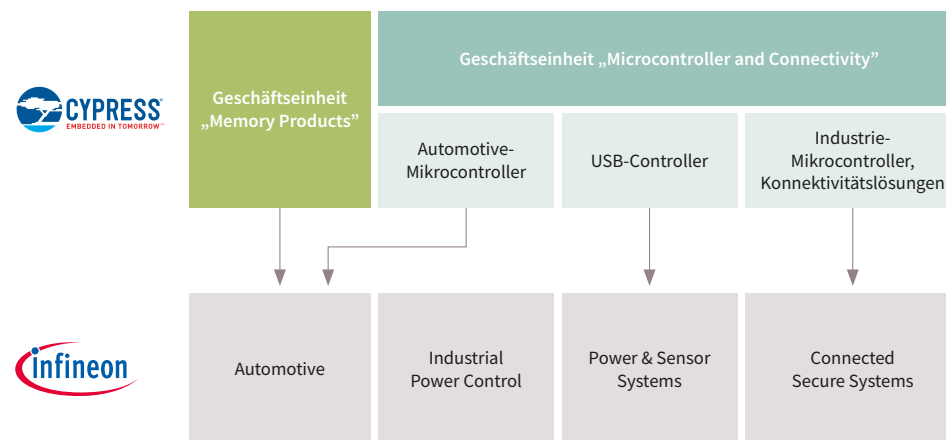 Geschäftseinheit
„Memory Products”
Geschäftseinheit „Microcontroller and Connectivity”
CYPRESS®
EMBEDDED IN TOMORROW™
Automotive-
Mikrocontroller
USB-Controller
Industrie-
Mikrocontroller,
Konnektivitätslösungen
infineon
Automotive
Industrial
Power Control
Power & Sensor
Systems
Connected
Secure Systems